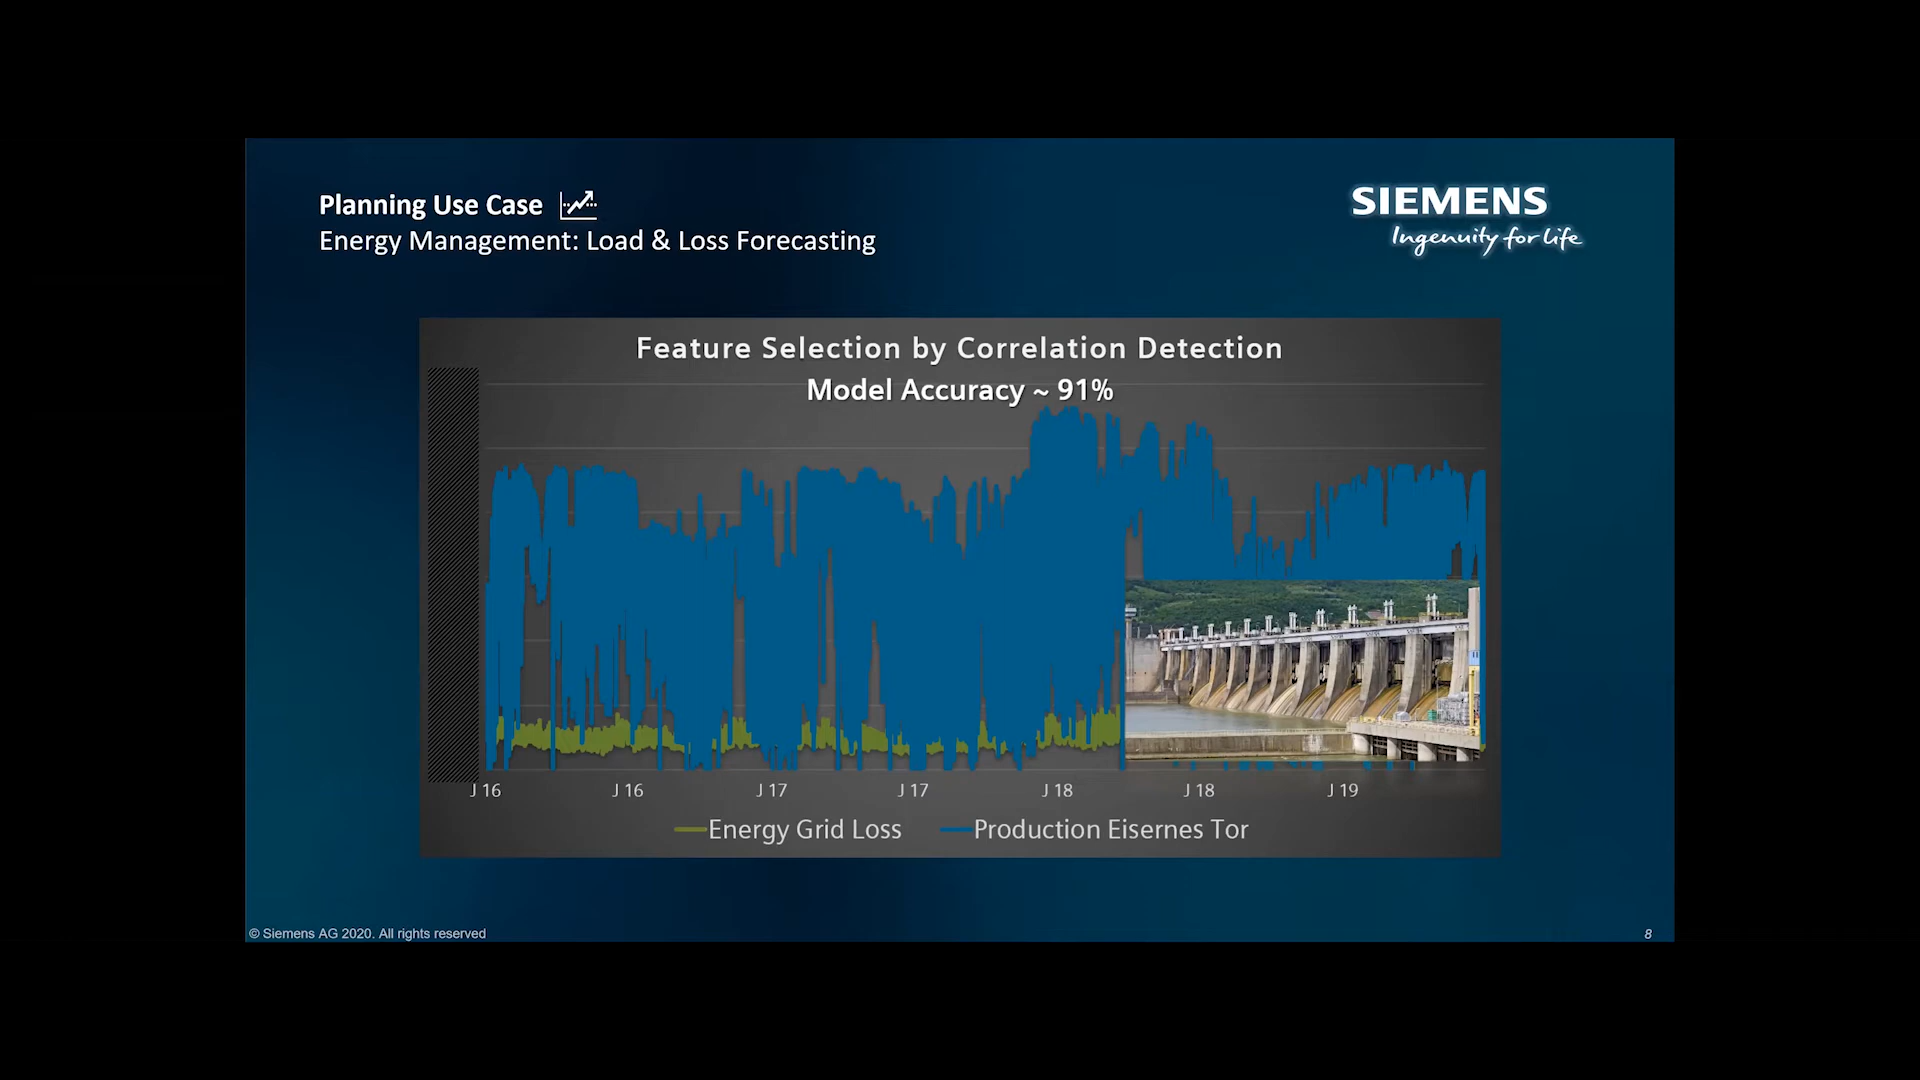 Planning Use Case
Energy Management: Load & Loss Forecasting
SIEMENS
Ingenuity for life
Feature Selection by Correlation Detection
Model Accuracy ~ 91%
J 16 J 16 J 17 J 17 J 18 J 18 J 19
Energy Grid Loss Production Eisernes Tor
© Siemens AG 2020. All rights reserved
8